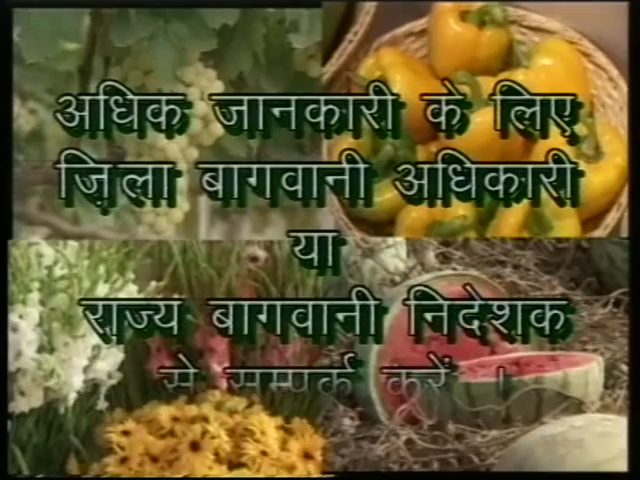 अधिक जानकारी के लिए
ज़िला बागवानी अधिकारी
या
राज्य बागवानी निदेशक
से सम्पर्क करें ।